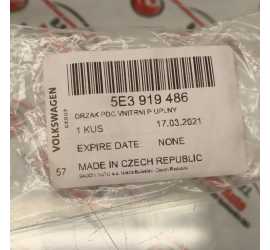 VOLKSWAGEN
GROUP
5E3 919 486
DRZAK PDC VNITRNI P UPLNY
1 KUS 17.03.2021
EXPIRE DATE NONE
57 MADE IN CZECH REPUBLIC